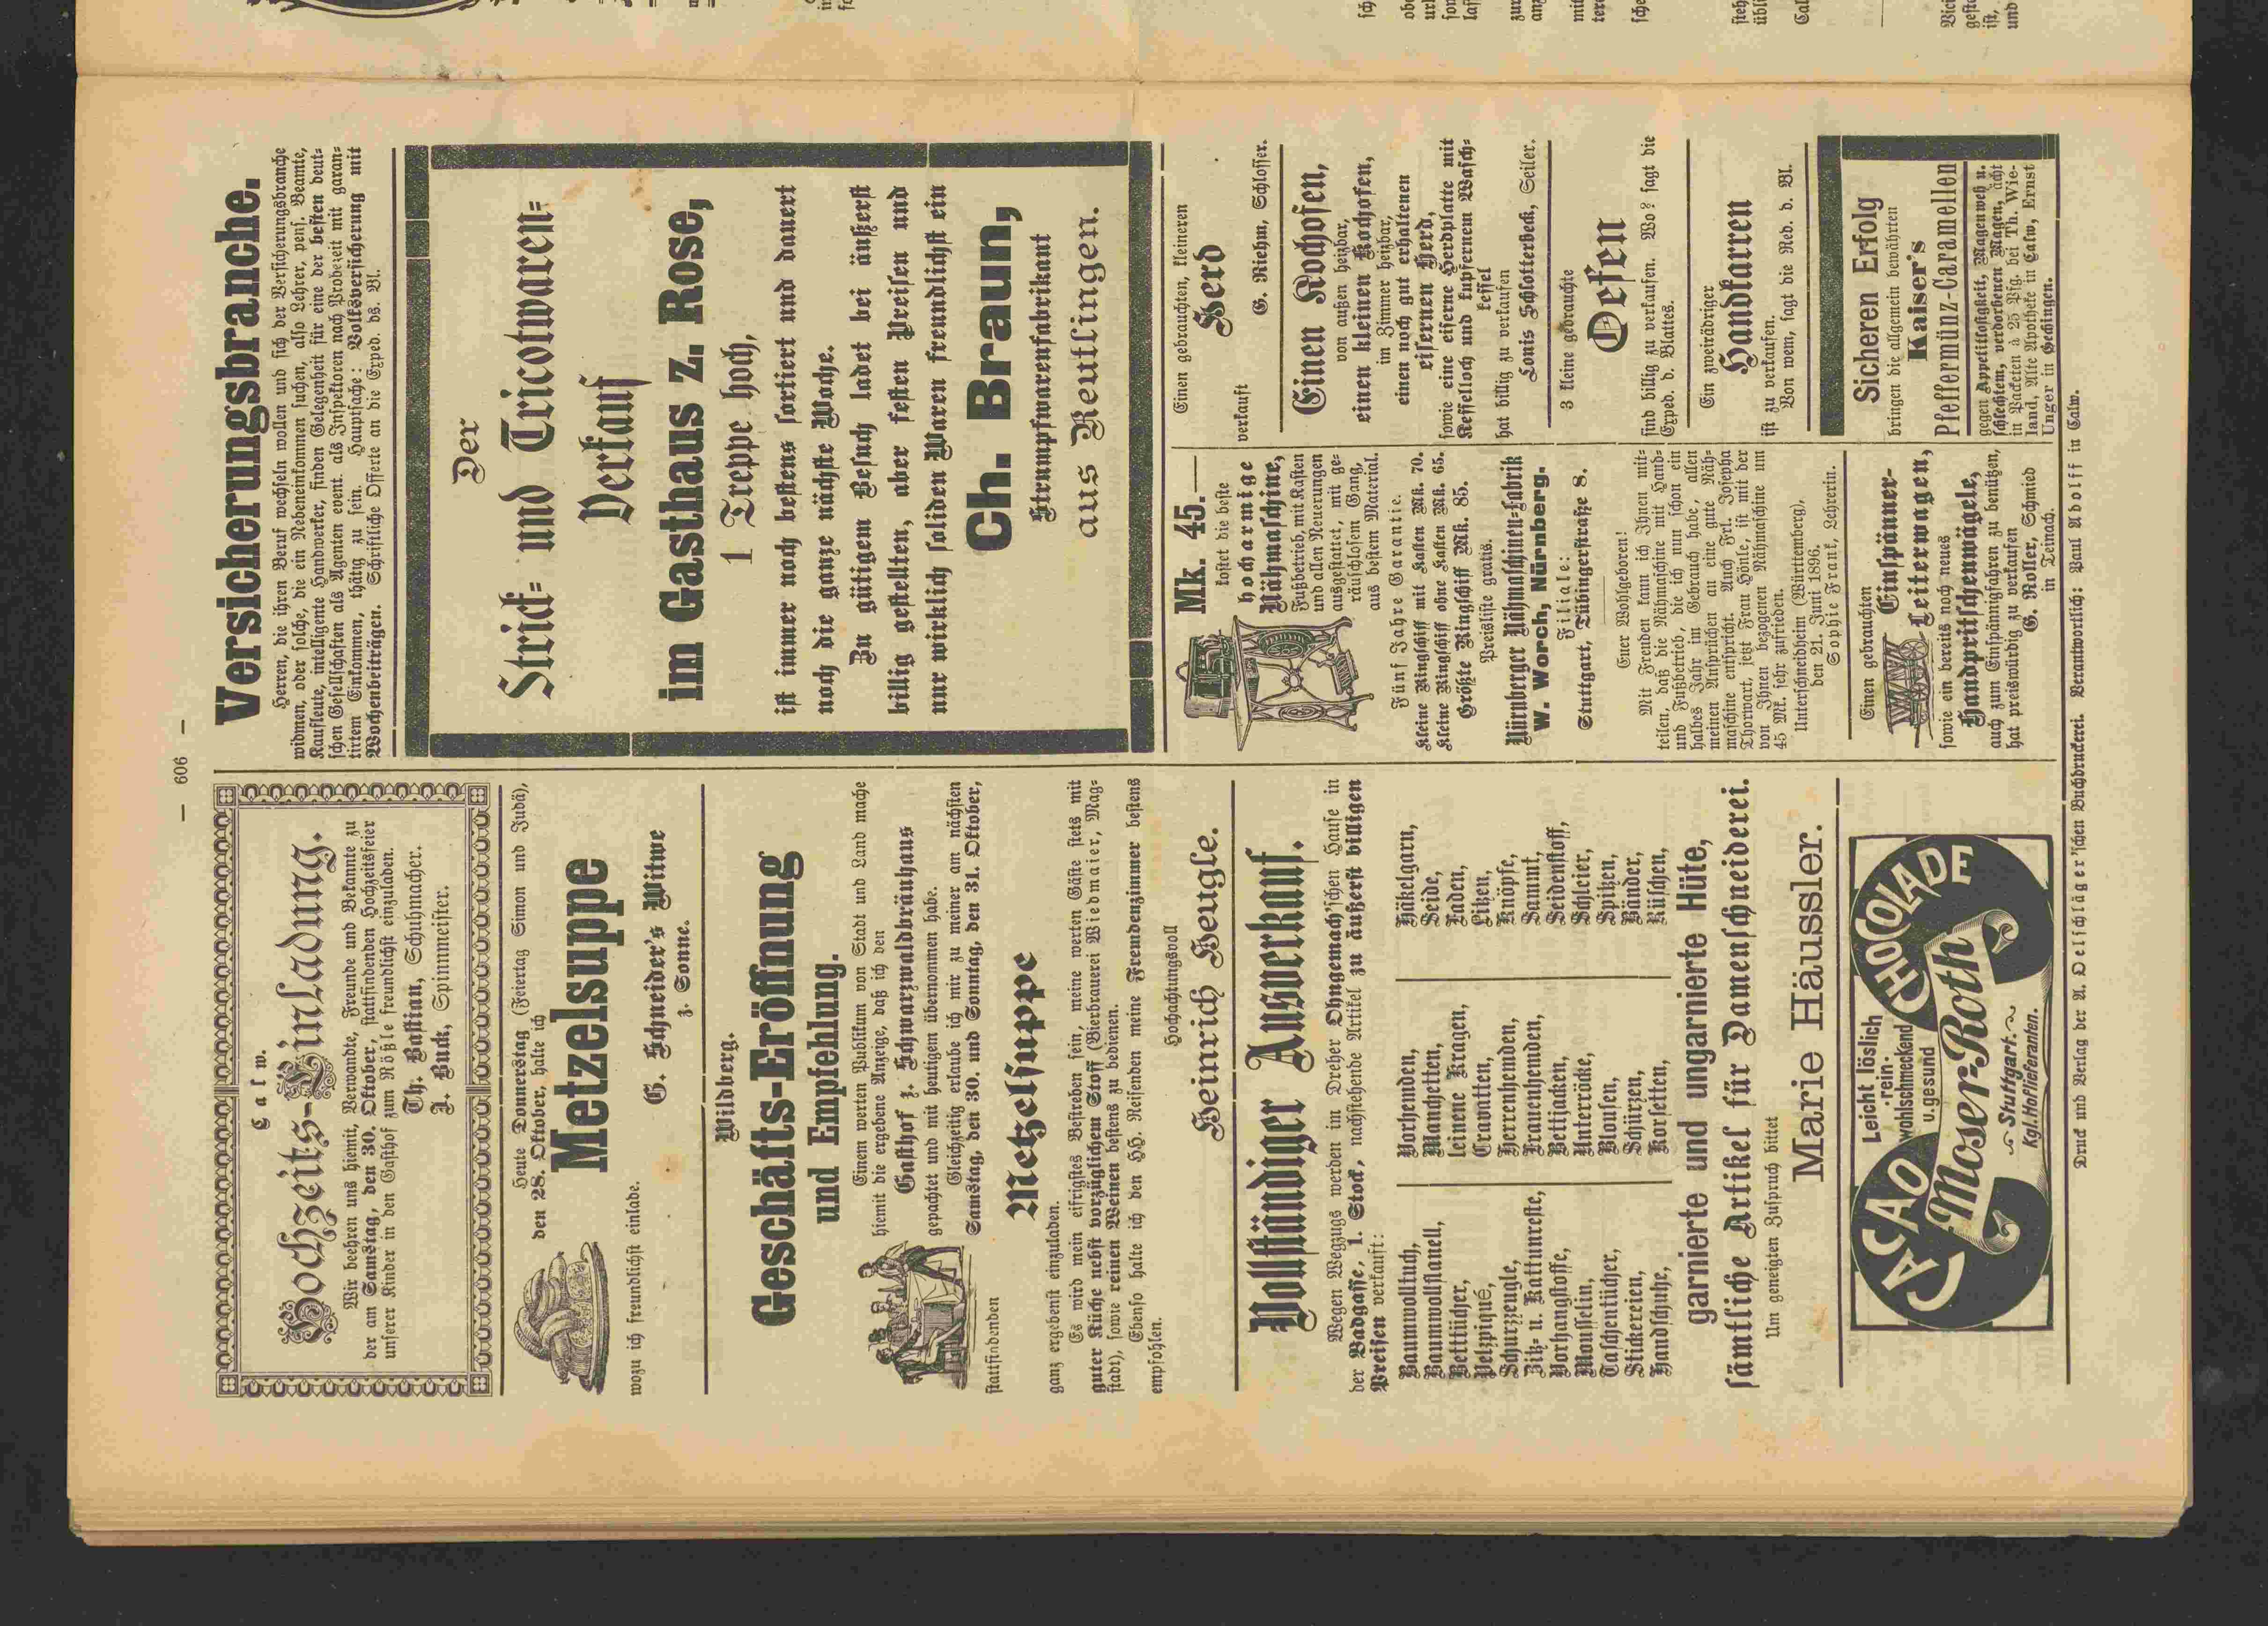 — 606 —
Calw.
Hochzeits-Einladung.
Wir beehren uns hiemit, Verwandte, Freunde und Bekannte zu
der am Samstag, den 30. Oktober, stattfindenden Hochzeitsfeier
unserer Kinder in den Gasthof zum Rößle freundlichst einzuladen.
Th. Bastian, Schuhmacher.
J. Buck, Spinnmeister.
Heute Donnerstag (Feiertag Simon und Judä),
den 28. Oktober, halte ich
Metzelsuppe
wozu ich freundlichst einlade.
G. Schneider's Witwe
z. Sonne.
Wildberg.
Geschäfts-Eröffnung
und Empfehlung.
Einem werten Publikum von Stadt und Land mache
hiemit die ergebene Anzeige, daß ich den
Gasthof z. Schwarzwaldbräuhaus
gepachtet und mit heutigem übernommen habe.
Gleichzeitig erlaube ich mir zu meiner am nächsten
Samstag, den 30. und Sonntag, den 31. Oktober,
stattfindenden
Metzelsuppe
ganz ergebenst einzuladen.
Es wird mein eifrigstes Bestreben sein, meine werten Gäste stets mit
guter Küche nebst vorzüglichem Stoff (Bierbrauerei Wiedmaier, Mag-
stadt), sowie reinen Weinen bestens zu bedienen.
Ebenso halte ich den HH. Reisenden meine Fremdenzimmer bestens
empfohlen.
Hochachtungsvoll
Heinrich Heugle.
Vollständiger Ausverkauf.
Wegen Wegzugs werden im Dreher Ohngemach'schen Hause in
der Badgasse, 1. Stock, nachstehende Artikel zu äußerst billigen
Preisen verkauft:
Baumwolltuch,
Baumwollflanell,
Betttücher,
Pelzpiqué,
Schurzzeugle,
Zitz- u. Kattunreste,
Vorhangstoffe,
Mousselin,
Taschentücher,
Stickereien,
Handschuhe,
Vorhemden,
Manchetten,
leinene Kragen,
Cravatten,
Herrenhemden,
Frauenhemden,
Bettjacken,
Unterröcke,
Blousen,
Schürzen,
Korsetten,
Häkelgarn,
Seide,
Faden,
Litzen,
Knöpfe,
Sammt,
Seidenstoff,
Schleier,
Spitzen,
Bänder,
Rüschen,
garnierte und ungarnierte Hüte,
sämtliche Artikel für Damenschneiderei.
Um geneigten Zuspruch bittet
Marie Häussler.
CACAO
Leicht löslich
rein-
wohlschmeckend
u. gesund
CHOCOLADE
Moser-Roth
Stuttgart.
Kgl. Hoflieferanten.
Versicherungsbranche.
Herren, die ihren Beruf wechseln wollen und sich der Versicherungsbranche
widmen, oder solche, die ein Nebeneinkommen suchen, also Lehrer, pens. Beamte,
Kaufleute, intelligente Handwerker, finden Gelegenheit für eine der besten deut-
schen Gesellschaften als Agenten event. als Inspektoren nach Probezeit mit garan-
tirtem Einkommen, thätig zu sein. Hauptsache: Volksversicherung mit
Wochenbeiträgen. Schriftliche Offerte an die Exped. ds. Bl.
Der
Strick- und Tricotwaren-
Verkauf
im Gasthaus z. Rose,
1 Treppe hoch,
ist immer noch bestens sortiert und dauert
noch die ganze nächste Woche.
Zu gütigem Besuch ladet bei äußerst
billig gestellten, aber festen Preisen und
nur wirklich soliden Waren freundlichst ein
Ch. Braun,
Strumpfwarenfabrikant
aus Reutlingen.
Mk. 45.—
kostet die beste
hocharmige
Nähmaschine,
Fußbetrieb, mit Kasten
und allen Neuerungen
ausgestattet, mit ge-
räuschlosem Gang,
aus bestem Material.
Fünf Jahre Garantie.
Kleine Ringschiff mit Kasten Mk. 70.
Kleine Ringschiff ohne Kasten Mk. 65.
Größte Ringschiff Mk. 85.
Preisliste gratis.
Nürnberger Nähmaschinen-Fabrik
W. Worch, Nürnberg.
Filiale:
Stuttgart, Tübingerstraße 8.
Euer Wohlgeboren!
Mit Freuden kann ich Ihnen mit-
teilen, daß die Nähmaschine mit Hand-
und Fußbetrieb, die ich nun schon ein
halbes Jahr im Gebrauch habe, allen
meinen Ansprüchen an eine gute Näh-
maschine entspricht. Auch Frl. Josepha
Thorwart, jetzt Frau Hönle, ist mit der
von Ihnen bezogenen Nähmaschine um
45 Mk. sehr zufrieden.
Unterschneidheim (Württemberg),
den 21. Juni 1896.
Sophie Frank, Lehrerin.
Einen gebrauchten
Einspänner-
Leiterwagen,
sowie ein bereits noch neues
Handpritschenwägele,
auch zum Einspännigfahren zu benützen,
hat preiswürdig zu verkaufen
G. Roller, Schmied
in Teinach.
Einen gebrauchten, kleineren
Herd
verkauft
G. Riehm, Schlosser.
Einen Kochofen,
von außen heizbar,
einen kleinen Kochofen,
im Zimmer heizbar,
einen noch gut erhaltenen
eisernen Herd,
sowie eine eiserne Herdplatte mit
Kesselloch und kupfernem Wasch-
kessel
hat billig zu verkaufen
Louis Schlotterbeck, Seiler.
3 kleine gebrauchte
Oefen
sind billig zu verkaufen. Wo? sagt die
Exped. d. Blattes.
Ein zweirädriger
Handkarren
ist zu verkaufen.
Von wem, sagt die Red. d. Bl.
Sicheren Erfolg
bringen die allgemein bewährten
Kaiser's
Pfeffermünz-Caramellen
gegen Appetitlosigkeit, Magenweh u.
schlechtem, verdorbenen Magen, ächt
in Packeten à 25 Pfg. bei Th. Wie-
land, Alte Apotheke in Calw, Ernst
Unger in Gechingen.
Druck und Verlag der A. Oelschläger'schen Buchdruckerei. Verantwortlich: Paul Adolff in Calw.